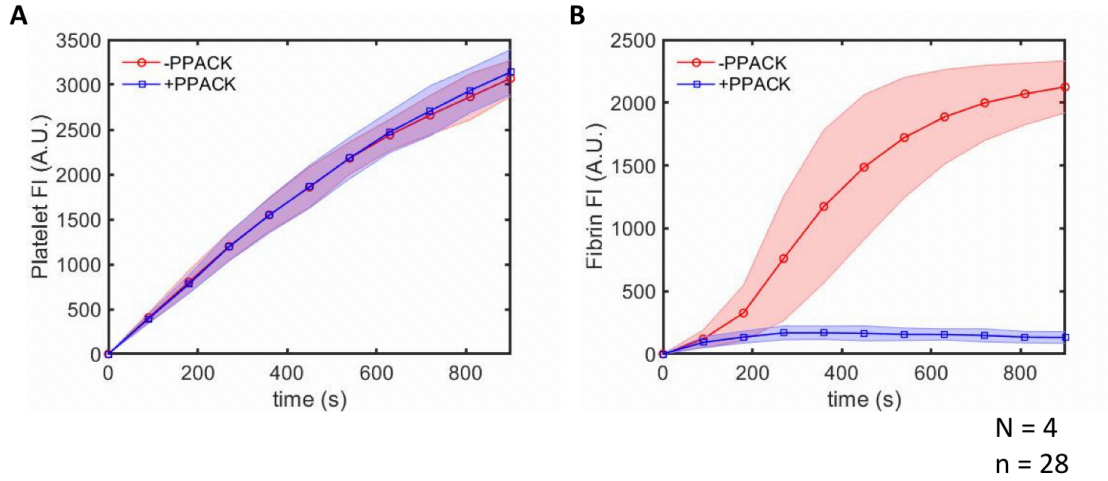 A
3500
3000
2500
2000
1500
1000
500
0
Platelet FI (A.U.)
-PPACK
+PPACK
0 200 400 600 800
time (s)
B
2500
2000
1500
1000
500
0
Fibrin FI (A.U.)
-PPACK
+PPACK
0 200 400 600 800
time (s)
N = 4
n = 28